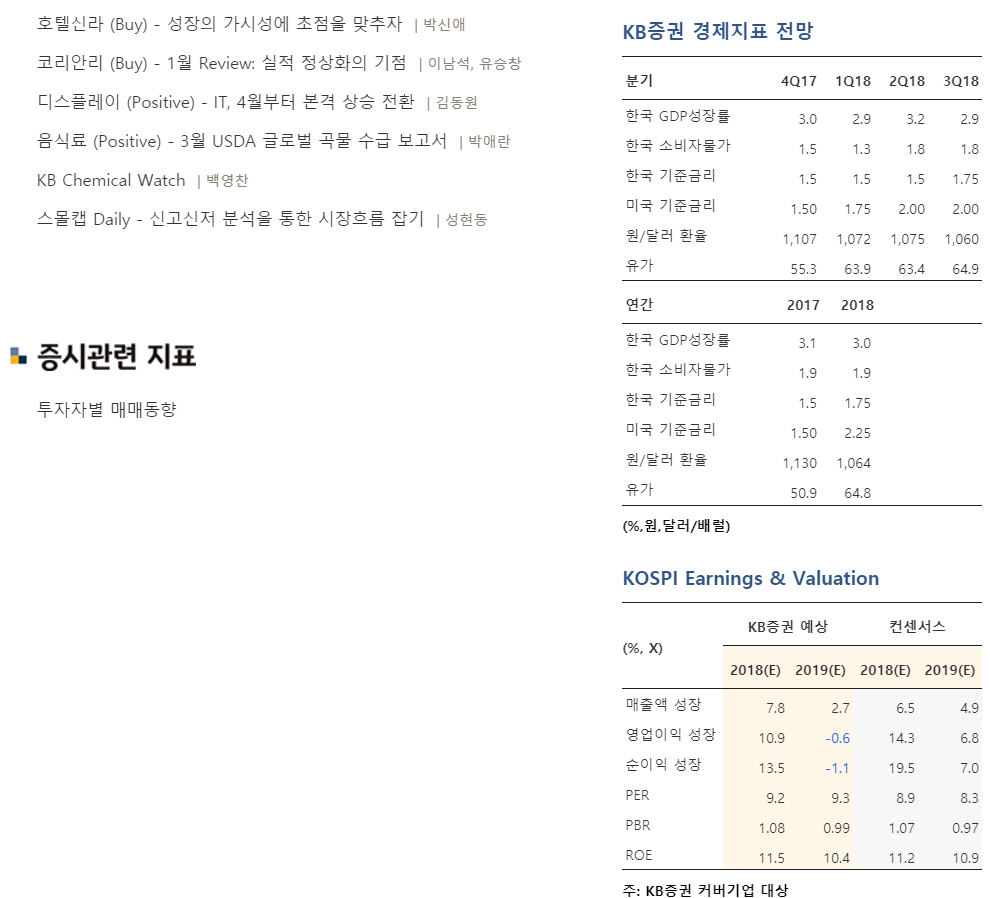 호텔신라 (Buy) - 성장의 가시성에 초점을 맞추자 | 박신애
코리안리 (Buy) - 1월 Review: 실적 정상화의 기점 | 이남석, 유승창
디스플레이 (Positive) - IT, 4월부터 본격 상승 전환 | 김동원
음식료 (Positive) - 3월 USDA 글로벌 곡물 수급 보고서 | 박애란
KB Chemical Watch | 백영찬
스몰캡 Daily - 신고신저 분석을 통한 시장흐름 잡기 | 성현동
증시관련 지표
투자자별 매매동향
KB증권 경제지표 전망
분기 4Q17 1Q18 2Q18 3Q18
한국 GDP성장률 3.0 2.9 3.2 2.9
한국 소비자물가 1.5 1.3 1.8 1.8
한국 기준금리 1.5 1.5 1.5 1.75
미국 기준금리 1.50 1.75 2.00 2.00
원/달러 환율 1,107 1,072 1,075 1,060
유가 55.3 63.9 63.4 64.9
연간 2017 2018
한국 GDP성장률 3.1 3.0
한국 소비자물가 1.9 1.9
한국 기준금리 1.5 1.75
미국 기준금리 1.50 2.25
원/달러 환율 1,130 1,064
유가 50.9 64.8
(%,원,달러/배럴)
KOSPI Earnings & Valuation
(%, X) KB증권 예상 컨센서스
2018(E) 2019(E) 2018(E) 2019(E)
매출액 성장 7.8 2.7 6.5 4.9
영업이익 성장 10.9 -0.6 14.3 6.8
순이익 성장 13.5 -1.1 19.5 7.0
PER 9.2 9.3 8.9 8.3
PBR 1.08 0.99 1.07 0.97
ROE 11.5 10.4 11.2 10.9
주: KB증권 커버기업 대상